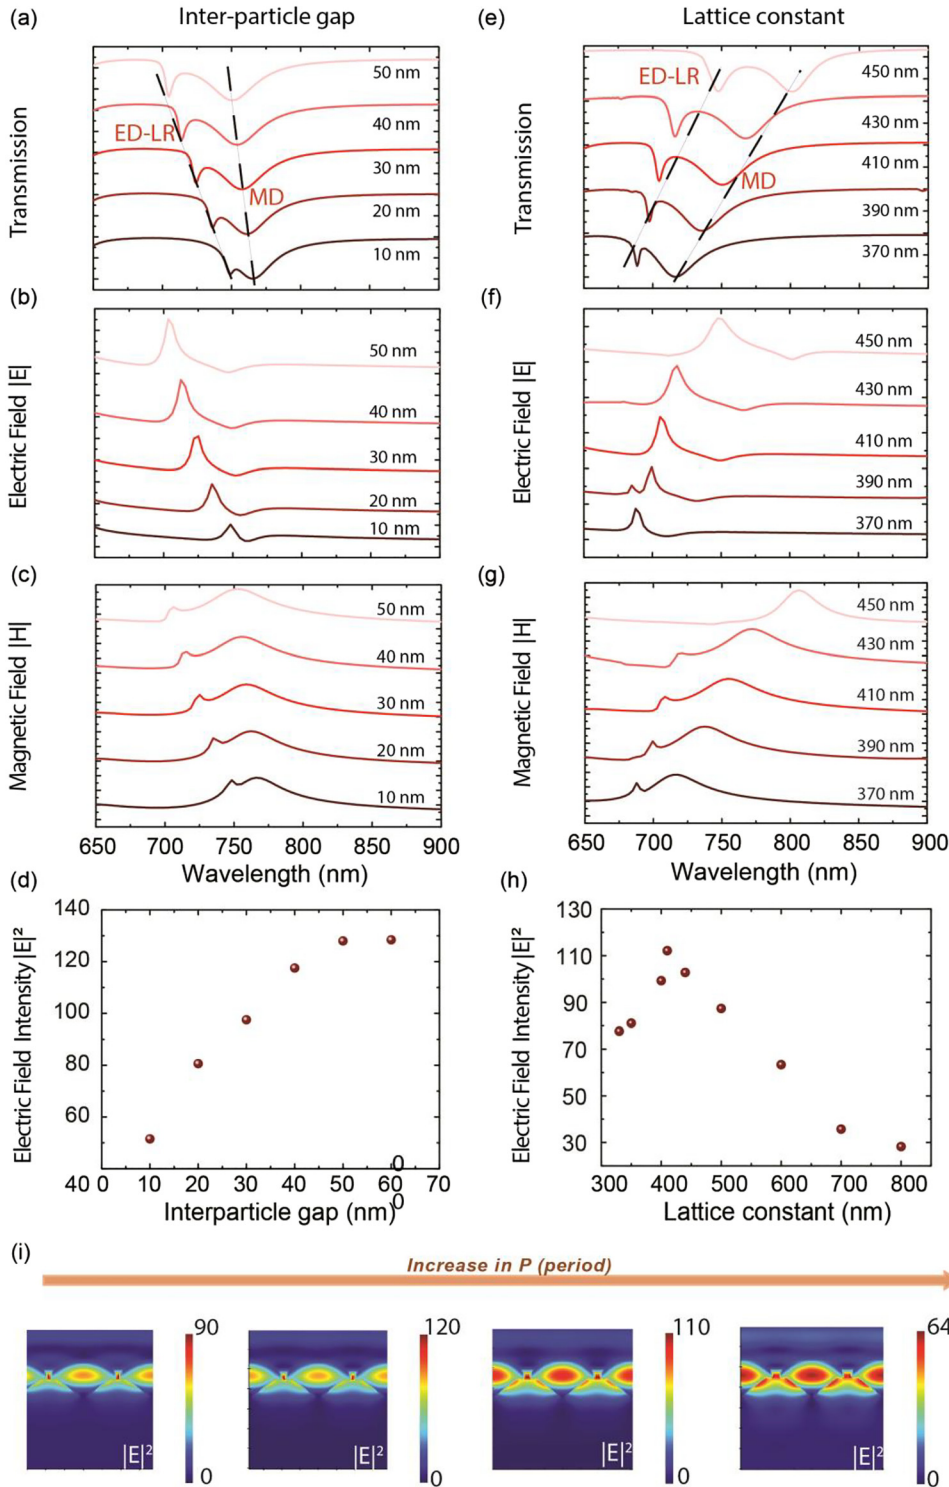 (a) Inter-particle gap
Transmission
50 nm
40 nm
30 nm
20 nm
10 nm
ED-LR
MD
(b)
Electric Field |E|
50 nm
40 nm
30 nm
20 nm
10 nm
(c)
Magnetic Field |H|
50 nm
40 nm
30 nm
20 nm
10 nm
650 700 750 800 850 900
Wavelength (nm)
(d)
Electric Field Intensity|E|²
140
120
100
80
60
40 0 10 20 30 40 50 60 70
0
0
Interparticle gap (nm)
(e) Lattice constant
Transmission
450 nm
430 nm
410 nm
390 nm
370 nm
ED-LR
MD
(f)
Electric Field |E|
450 nm
430 nm
410 nm
390 nm
370 nm
(g)
Magnetic Field |H|
450 nm
430 nm
410 nm
390 nm
370 nm
650 700 750 800 850 900
Wavelength (nm)
(h)
Electric Field Intensity|E|²
130
110
90
70
50
30
300 400 500 600 700 800
Lattice constant (nm)
(i)
Increase in P (period)
90
|E|²
0
120
|E|²
0
110
|E|²
0
64
|E|²
0